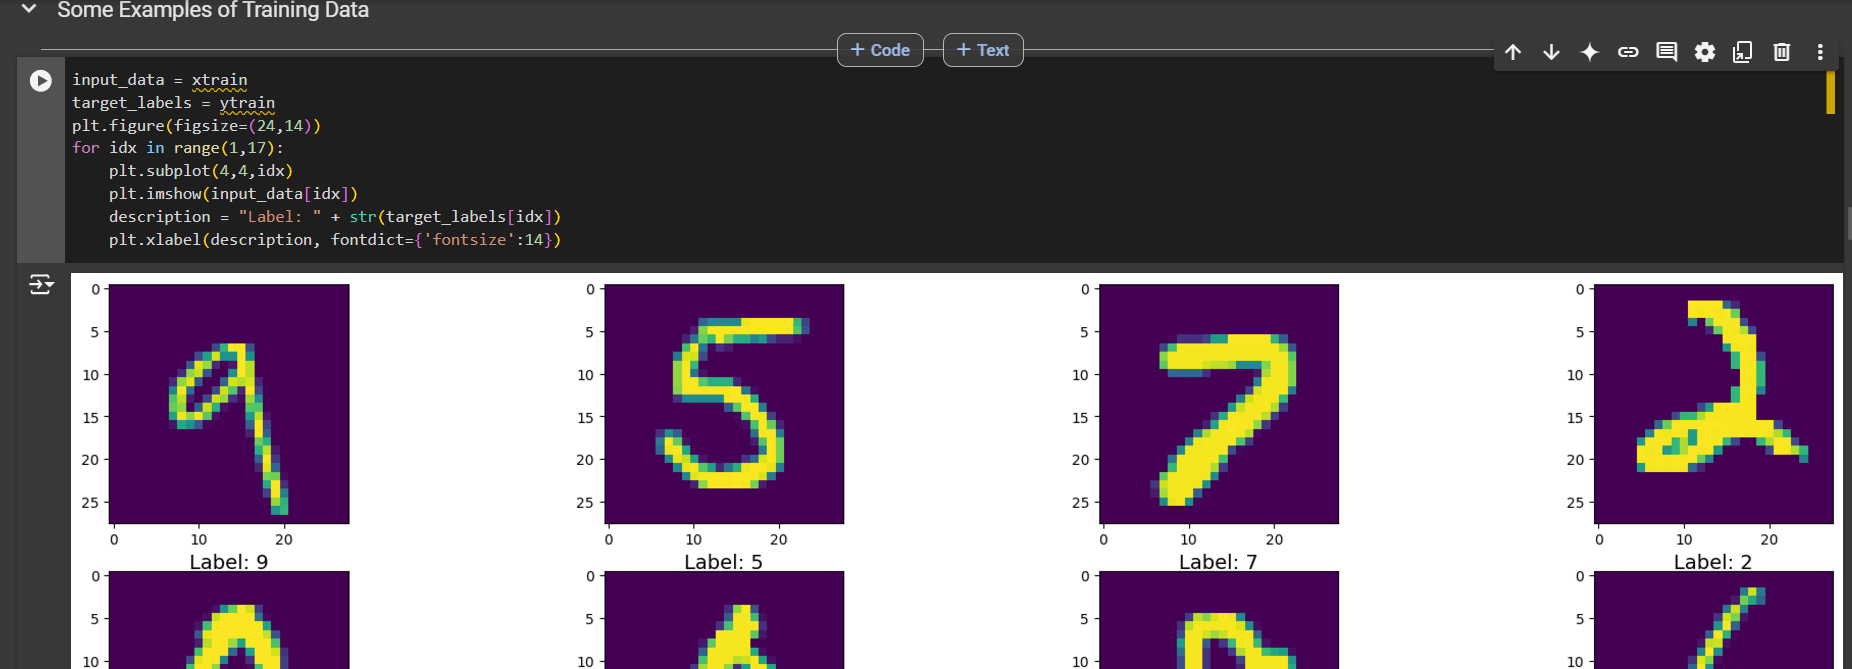 Some Examples of Training Data
+ Code + Text
input_data = xtrain
target_labels = ytrain
plt.figure(figsize=(24,14))
for idx in range(1,17):
    plt.subplot(4,4,idx)
    plt.imshow(input_data[idx])
    description = "Label: " + str(target_labels[idx])
    plt.xlabel(description, fontdict={'fontsize':14})
0 0 0 0
5 5 5 5
10 10 10 10
15 15 15 15
20 20 20 20
25 25 25 25
9 5 7 2
0 10 20 0 10 20 0 10 20 0 10 20
Label: 9 Label: 5 Label: 7 Label: 2
0 0 0 0
5 5 5 5
10 10 10 10